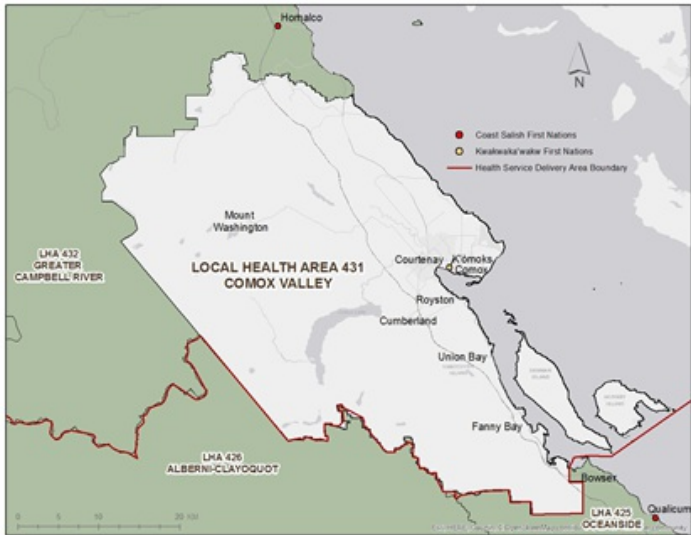 Homalco
N
Coast Salish First Nations
Kwakwaka'wakw First Nations
Health Service Delivery Area Boundary
Mount
Washington
LHA 432
GREATER
CAMPBELL RIVER
LOCAL HEALTH AREA 431
COMOX VALLEY
Courtenay
K'ómoks
Comox
Royston
Cumberland
Union Bay
Fanny Bay
LHA 426
ALBERNI-CLAYOQUOT
Bowser
LHA 425
OCEANSIDE
Qualicum
0
5
10
20